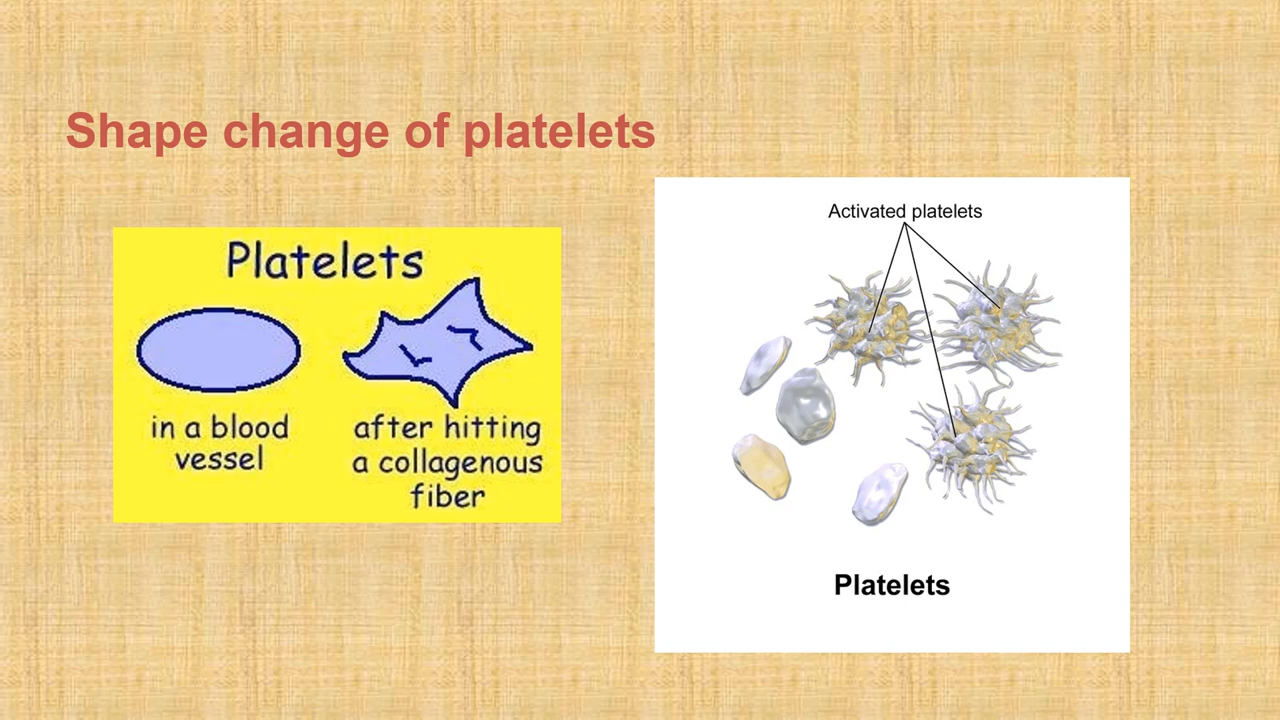 Shape change of platelets
Platelets
in a blood
vessel
after hitting
a collagenous
fiber
Activated platelets
Platelets